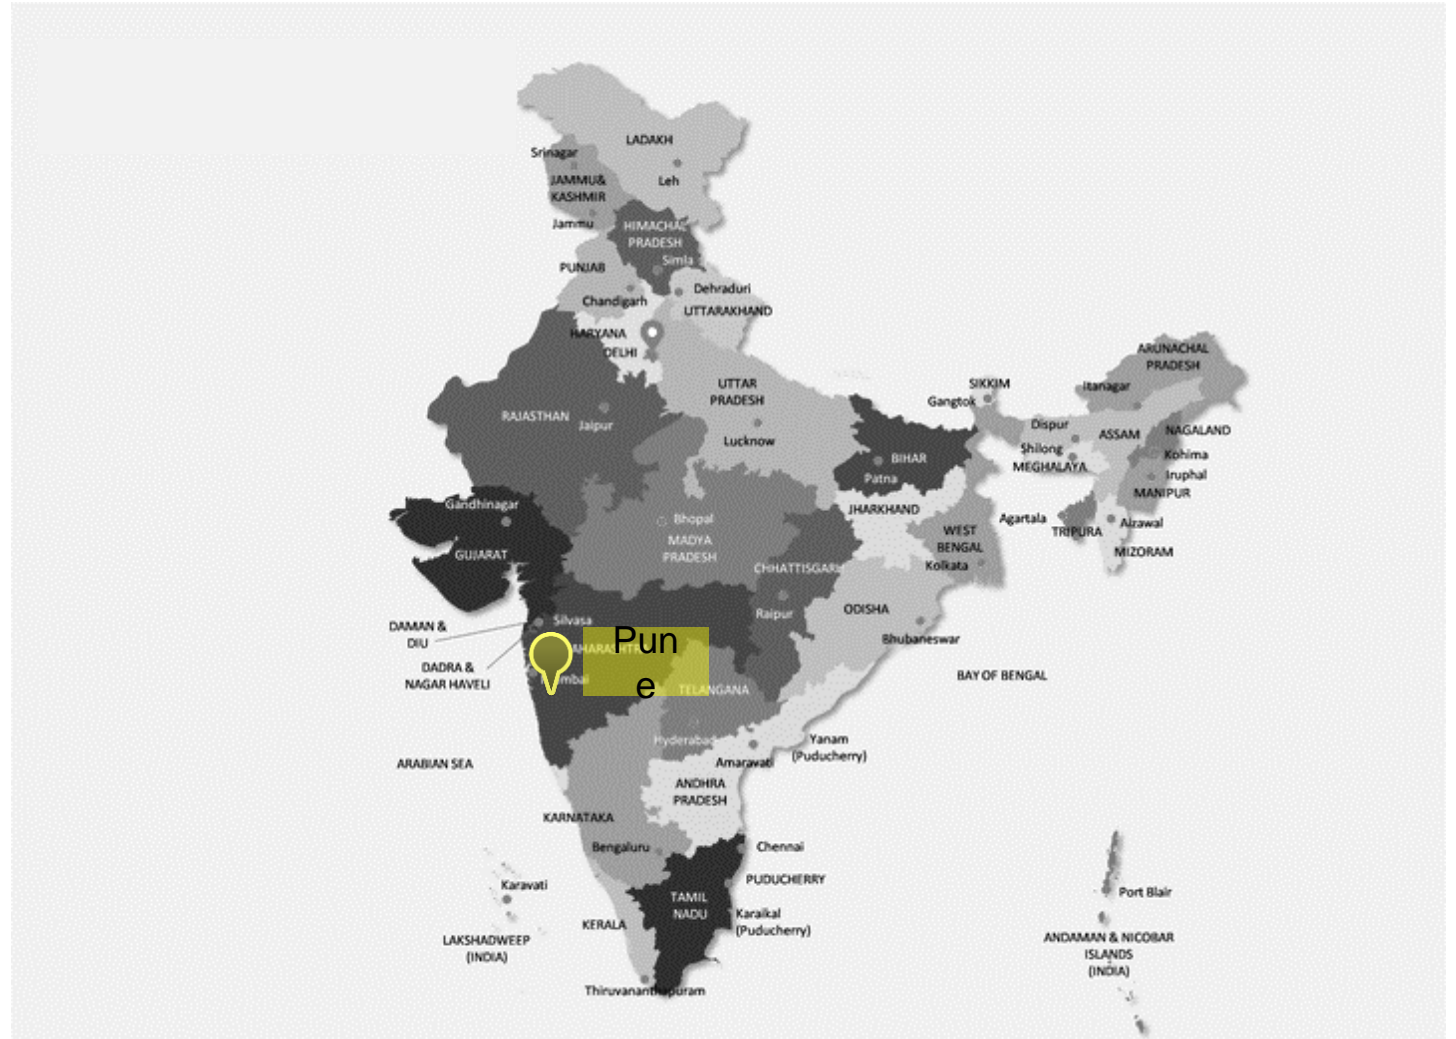 LADAKH
Srinagar
Leh
JAMMU&
KASHMIR
Jammu
HIMACHAL
PRADESH
Simla
PUNJAB
Chandigarh
Dehraduri
UTTARAKHAND
HARYANA
DELHI
UTTAR
PRADESH
Lucknow
RAJASTHAN
Jaipur
SIKKIM
Gangtok
ARUNACHAL
PRADESH
Itanagar
Dispur
ASSAM
NAGALAND
Shilong
MEGHALAYA
Kohima
Iruphal
MANIPUR
BIHAR
Patna
JHARKHAND
Agartala
TRIPURA
Aizawal
MIZORAM
WEST
BENGAL
Kolkata
Gandhinagar
GUJARAT
Bhopal
MADYA
PRADESH
CHHATTISGARH
Raipur
ODISHA
Bhubaneswar
DAMAN &
DIU
Silvasa
DADRA &
NAGAR HAVELI
AHARASHTRA
Pun
e
mbai
TELANGANA
Hyderabad
BAY OF BENGAL
Yanam
(Puducherry)
Amaravati
ARABIAN SEA
ANDHRA
PRADESH
KARNATAKA
Bengaluru
Chennai
PUDUCHERRY
TAMIL
NADU
Karaikal
(Puducherry)
KERALA
Karavati
LAKSHADWEEP
(INDIA)
Thiruvananthapuram
Port Blair
ANDAMAN & NICOBAR
ISLANDS
(INDIA)